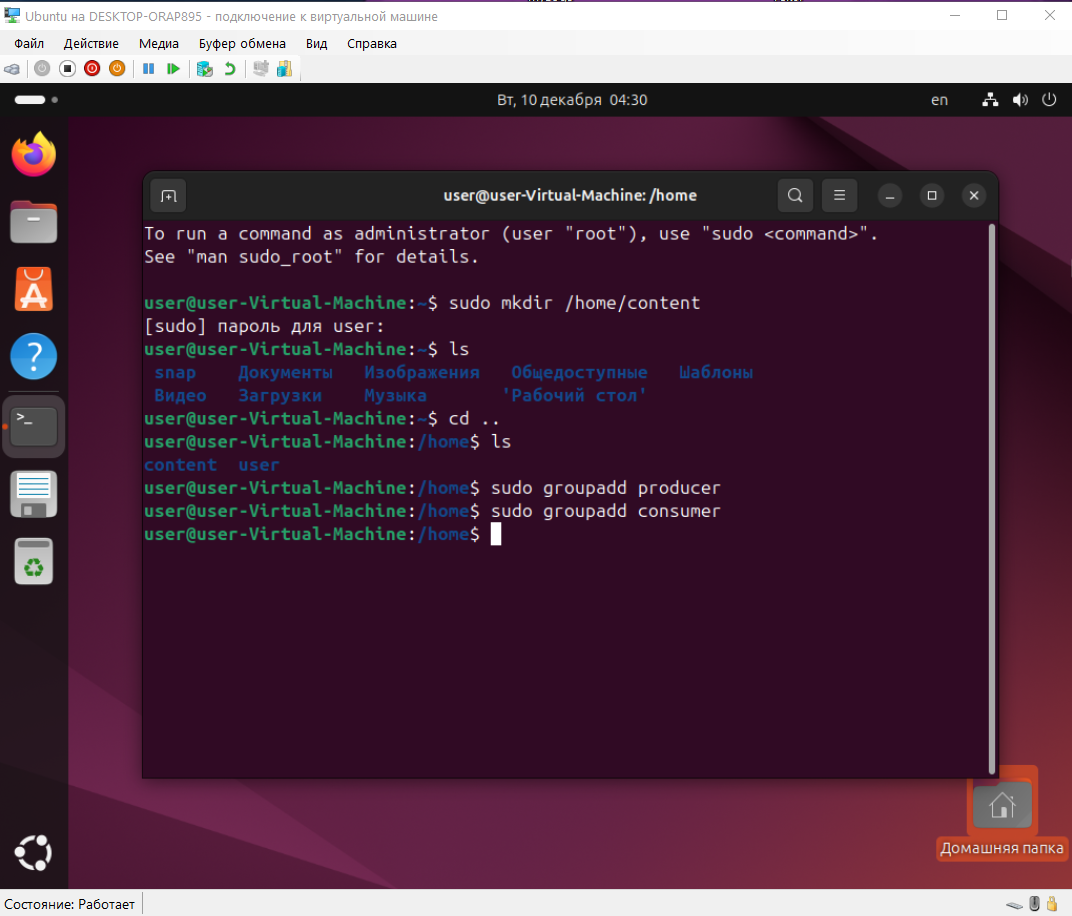 Ubuntu на DESKTOP-ORAP895 - подключение к виртуальной машине
Файл Действие Медиа Буфер обмена Вид Справка
Вт, 10 декабря 04:30
en
user@user-Virtual-Machine: /home
To run a command as administrator (user "root"), use "sudo <command>".
See "man sudo_root" for details.
user@user-Virtual-Machine:~$ sudo mkdir /home/content
[sudo] пароль для user:
user@user-Virtual-Machine:~$ ls
snap Документы Изображения Общедоступные Шаблоны
Видео Загрузки Музыка 'Рабочий стол'
user@user-Virtual-Machine:~$ cd ..
user@user-Virtual-Machine:/home$ ls
content user
user@user-Virtual-Machine:/home$ sudo groupadd producer
user@user-Virtual-Machine:/home$ sudo groupadd consumer
user@user-Virtual-Machine:/home$
Домашняя папка
Состояние: Работает